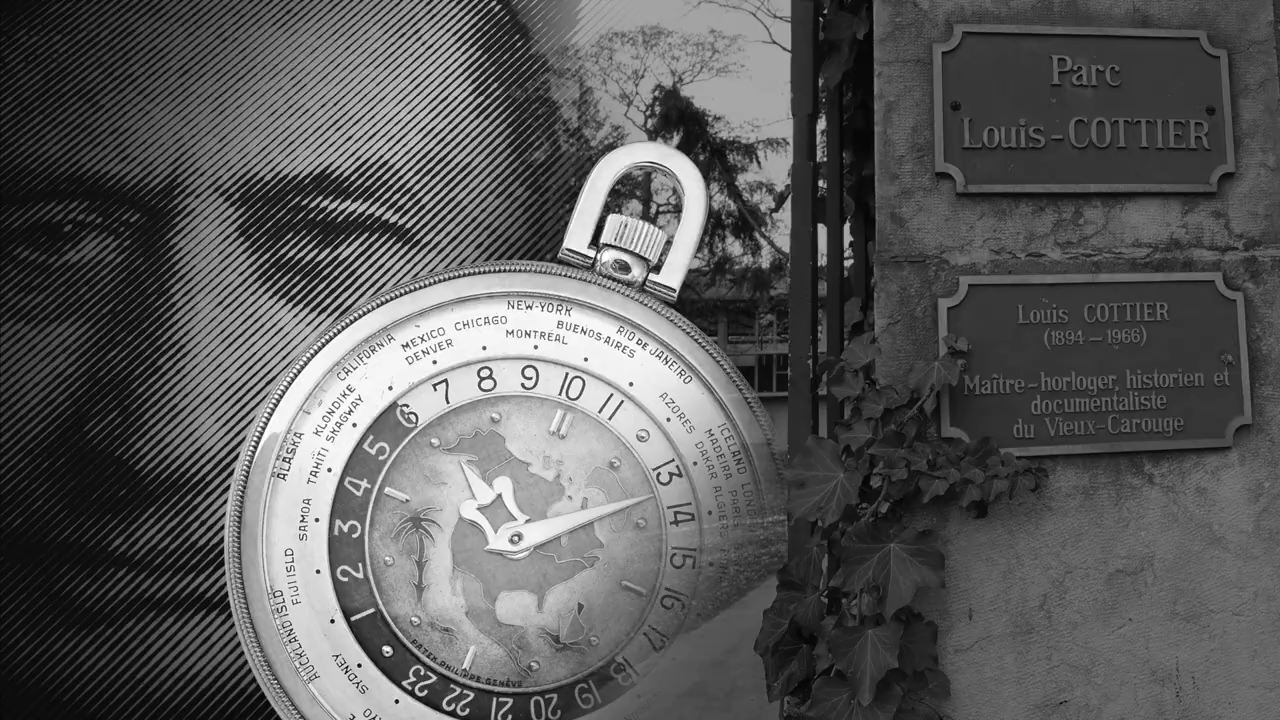 Parc
Louis-COTTIER
Louis COTTIER
(1894 – 1966)
Maître-horloger, historien et
documentaliste
du Vieux-Carouge
NEW-YORK
MEXICO CHICAGO
BUENOS-AIRES
RIO DE JANEIRO
CALIFORNIA
DENVER
MONTRÉAL
KLONDIKE
SKAGWAY
ALASKA
TAHITI
SAMOA
FIJI ISLD
AUCKLAND ISLD
SYDNEY
AZORES
ICELAND
MADEIRA PARIS
DAKAR ALGIERS
1 2 3 4 5 6 7 8 9 10 11 13 14 15 16 17 18 19 20 21 22 23
PATEK PHILIPPE GENÈVE